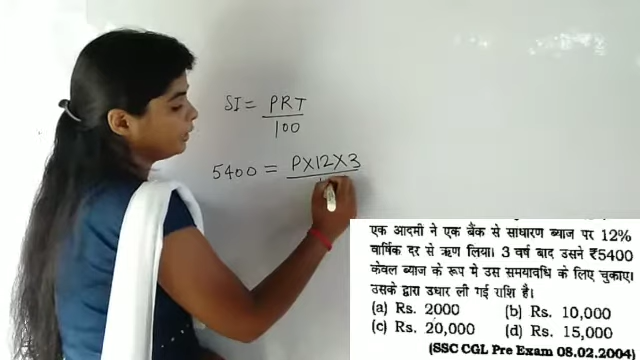 SI = PRT
100
5400 = P×12×3
एक आदमी ने एक बैंक से साधारण ब्याज पर 12%
वार्षिक दर से ऋण लिया। 3 वर्ष बाद उसने ₹5400
केवल ब्याज के रूप मे उस समयावधि के लिए चुकाए।
उसके द्वारा उधार ली गई राशि है।
(a) Rs. 2000 (b) Rs. 10,000
(c) Rs. 20,000 (d) Rs. 15,000
(SSC CGL Pre Exam 08.02.2004)